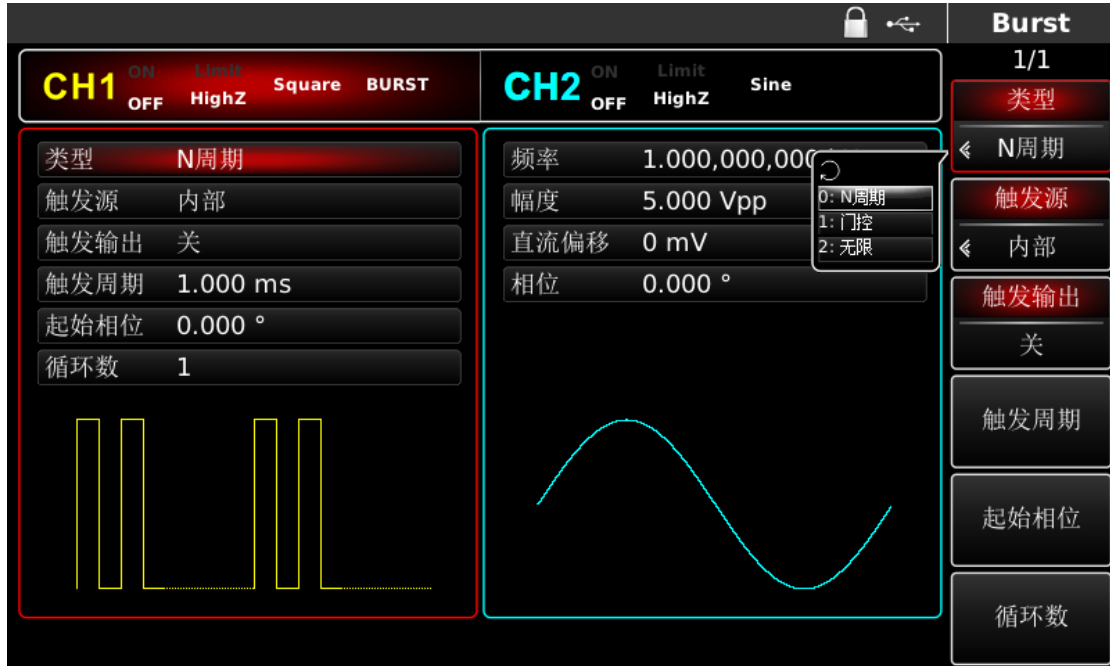 Burst
1/1
CH1 ON OFF Limit HighZ Square BURST
CH2 ON OFF Limit HighZ Sine
类型 N周期
触发源 内部
触发输出 关
触发周期 1.000 ms
起始相位 0.000 °
循环数 1
频率 1.000,000,000
幅度 5.000 Vpp
直流偏移 0 mV
相位 0.000 °
0: N周期
1: 门控
2: 无限
类型
N周期
触发源
内部
触发输出
关
触发周期
起始相位
循环数